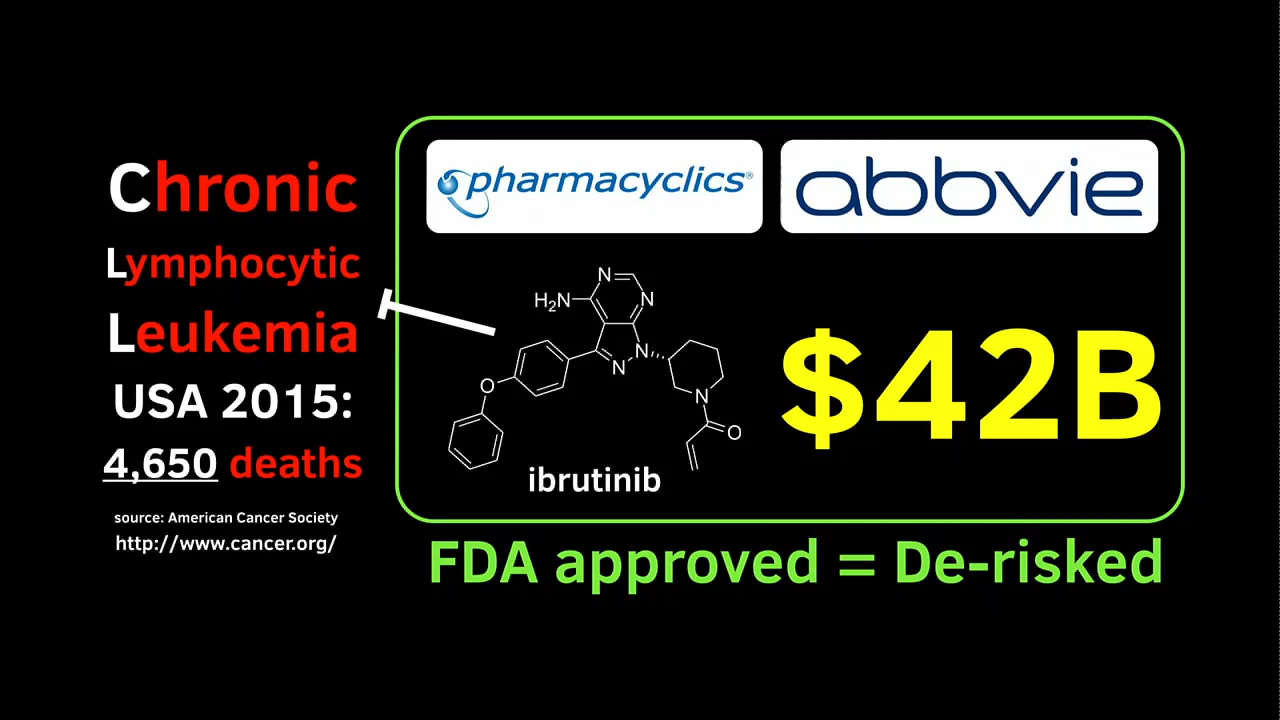 Chronic
Lymphocytic
Leukemia
USA 2015:
4,650 deaths
source: American Cancer Society
http://www.cancer.org/
pharmacyclics®
abbvie
N
H₂N
N
N
N
O
N
O
ibrutinib
$42B
FDA approved = De-risked